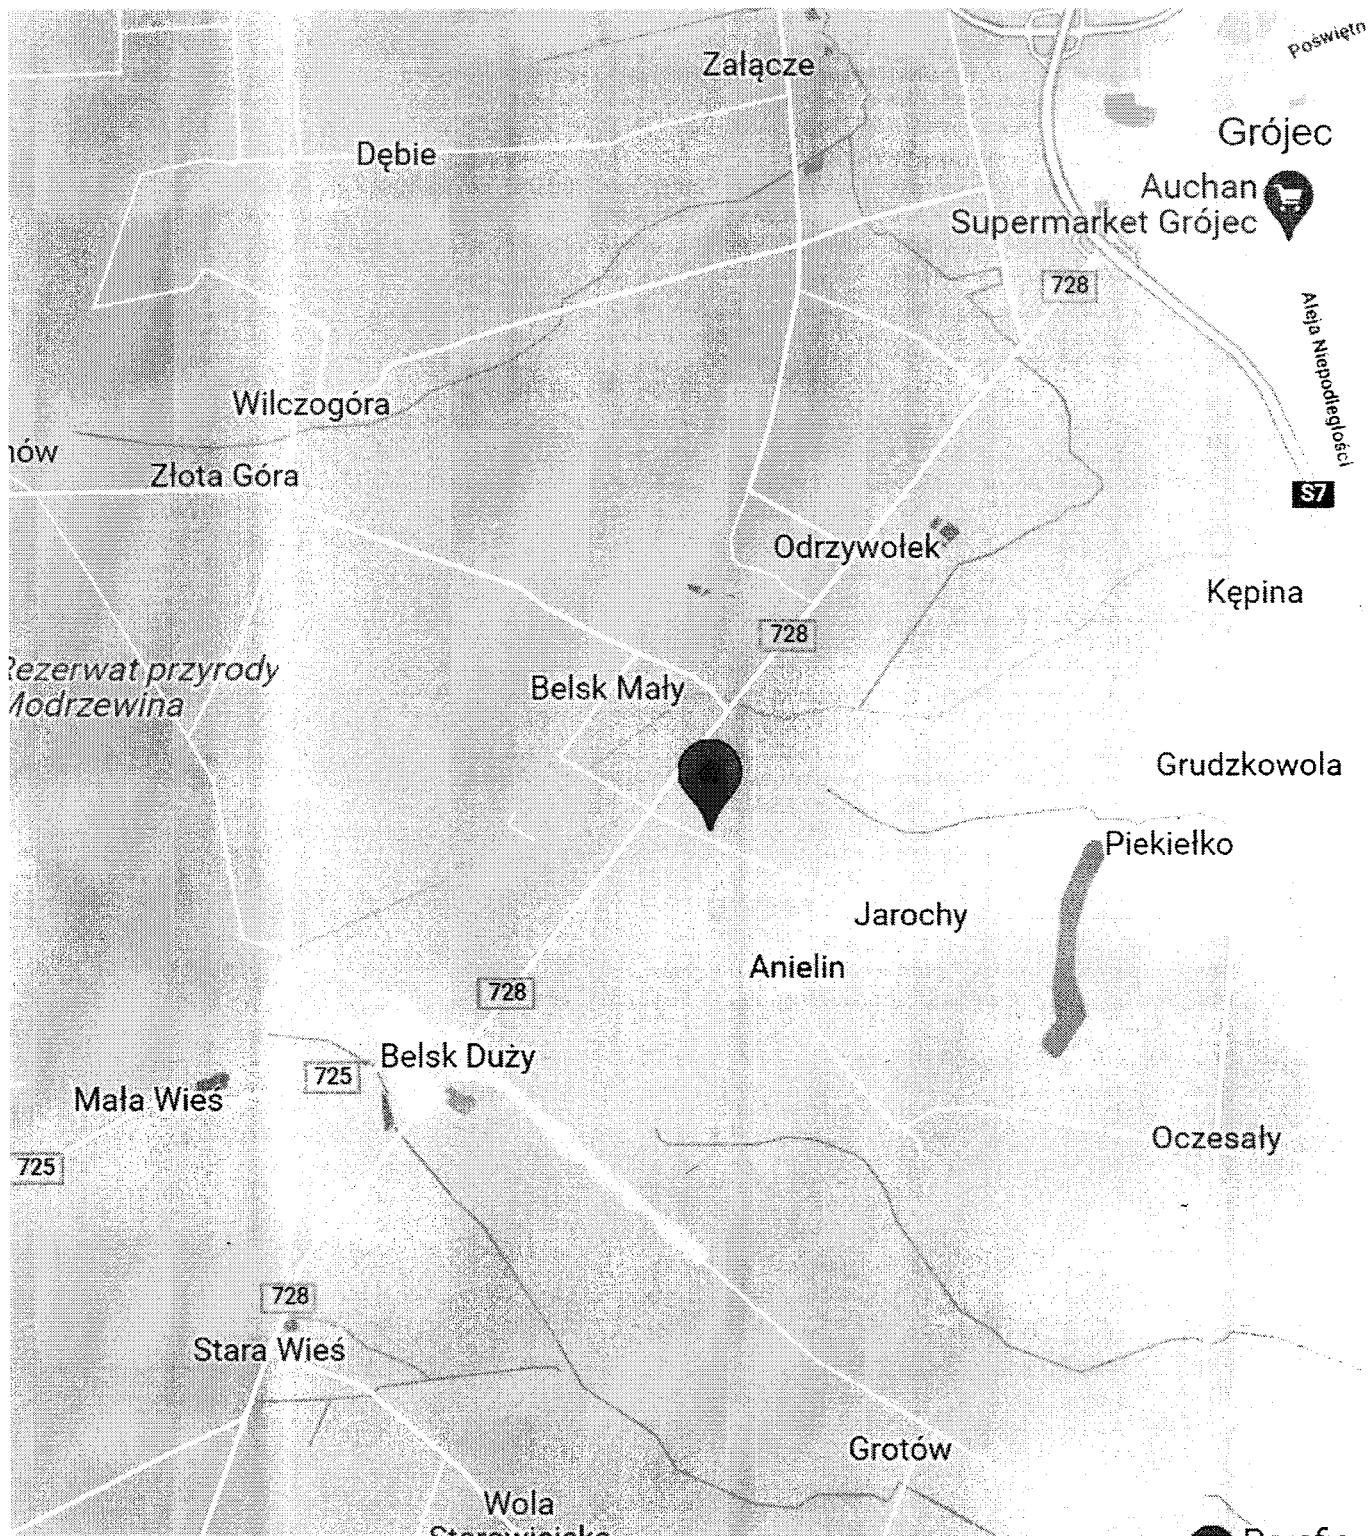 Załącze
Poświętn
Grójec
Dębie
Auchan
Supermarket Grójec
728
Aleja Niepodległości
Wilczogóra
nów
Złota Góra
S7
Odrzywołek
Kępina
728
Rezerwat przyrody
Modrzewina
Belsk Mały
Grudzkowola
Piekiełko
Jarochy
Anielin
728
Belsk Duży
725
Mała Wieś
Oczesały
725
728
Stara Wieś
Grotów
Wola